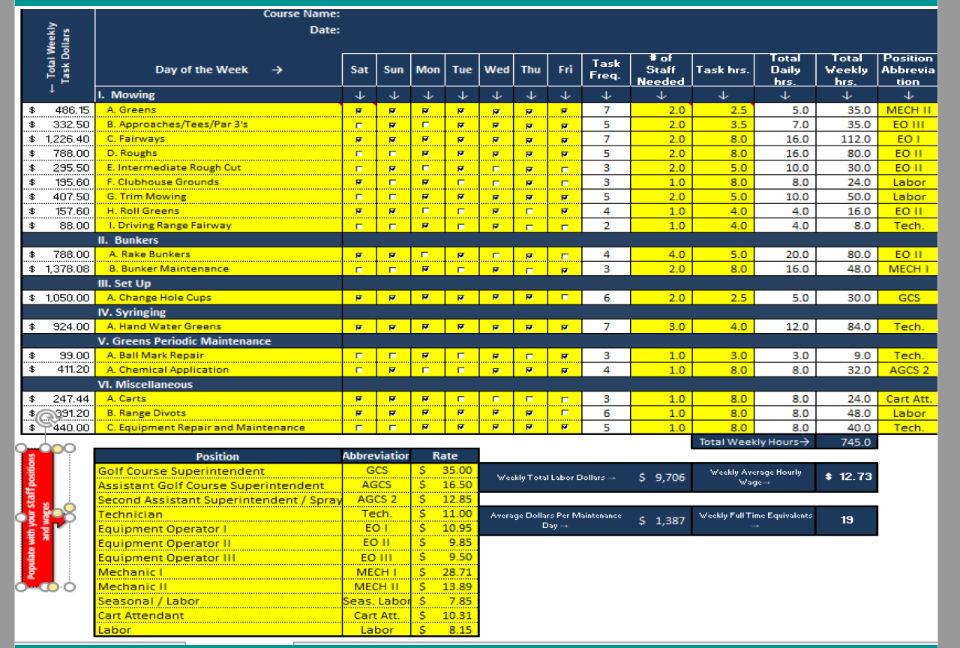 Course Name:
Date:
← Total Weekly Task Dollars
Day of the Week → Sat Sun Mon Tue Wed Thu Fri Task Freq. # of Staff Needed Task hrs. Total Daily hrs. Total Weekly hrs. Position Abbreviation
I. Mowing ↓ ↓ ↓ ↓ ↓ ↓ ↓ ↓ ↓ ↓ ↓ ↓ ↓
$ 486.15 A. Greens 7 2.0 2.5 5.0 35.0 MECH II
$ 332.50 B. Approaches/Tees/Par 3's 5 2.0 3.5 7.0 35.0 EO III
$ 1,226.40 C. Fairways 7 2.0 8.0 16.0 112.0 EO I
$ 788.00 D. Roughs 5 2.0 8.0 16.0 80.0 EO II
$ 295.50 E. Intermediate Rough Cut 3 2.0 5.0 10.0 30.0 EO II
$ 195.60 F. Clubhouse Grounds 3 1.0 8.0 8.0 24.0 Labor
$ 407.50 G. Trim Mowing 5 2.0 5.0 10.0 50.0 Labor
$ 157.60 H. Roll Greens 4 1.0 4.0 4.0 16.0 EO II
$ 88.00 I. Driving Range Fairway 2 1.0 4.0 4.0 8.0 Tech.
II. Bunkers
$ 788.00 A. Rake Bunkers 4 4.0 5.0 20.0 80.0 EO II
$ 1,378.08 B. Bunker Maintenance 3 2.0 8.0 16.0 48.0 MECH I
III. Set Up
$ 1,050.00 A. Change Hole Cups 6 2.0 2.5 5.0 30.0 GCS
IV. Syringing
$ 924.00 A. Hand Water Greens 7 3.0 4.0 12.0 84.0 Tech.
V. Greens Periodic Maintenance
$ 99.00 A. Ball Mark Repair 3 1.0 3.0 3.0 9.0 Tech.
$ 411.20 A. Chemical Application 4 1.0 8.0 8.0 32.0 AGCS 2
VI. Miscellaneous
$ 247.44 A. Carts 3 1.0 8.0 8.0 24.0 Cart Att.
$ 391.20 B. Range Divots 6 1.0 8.0 8.0 48.0 Labor
$ 440.00 C. Equipment Repair and Maintenance 5 1.0 8.0 8.0 40.0 Tech.
Total Weekly Hours→ 745.0
Populate with your staff positions and wages
Position Abbreviation Rate
Golf Course Superintendent GCS $ 35.00
Assistant Golf Course Superintendent AGCS $ 16.50
Second Assistant Superintendent / Spray AGCS 2 $ 12.85
Technician Tech. $ 11.00
Equipment Operator I EO I $ 10.95
Equipment Operator II EO II $ 9.85
Equipment Operator III EO III $ 9.50
Mechanic I MECH I $ 28.71
Mechanic II MECH II $ 13.89
Seasonal / Labor Seas. Labor $ 7.85
Cart Attendant Cart Att. $ 10.31
Labor Labor $ 8.15
Weekly Total Labor Dollars → $ 9,706 Weekly Average Hourly Wage→ $ 12.73
Average Dollars Per Maintenance Day → $ 1,387 Weekly Full Time Equivalents → 19